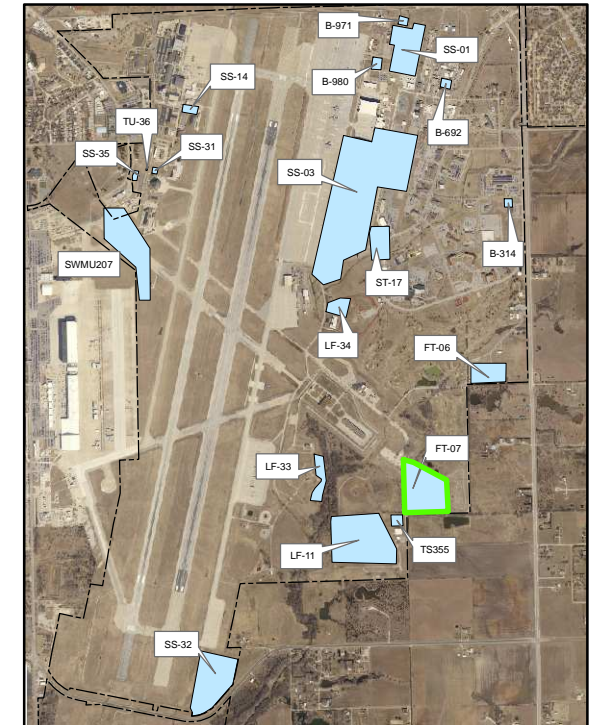 B-971
SS-01
SS-14
B-980
B-692
TU-36
SS-35
SS-31
SS-03
B-314
SWMU207
ST-17
LF-34
FT-06
FT-07
LF-33
LF-11
TS355
SS-32